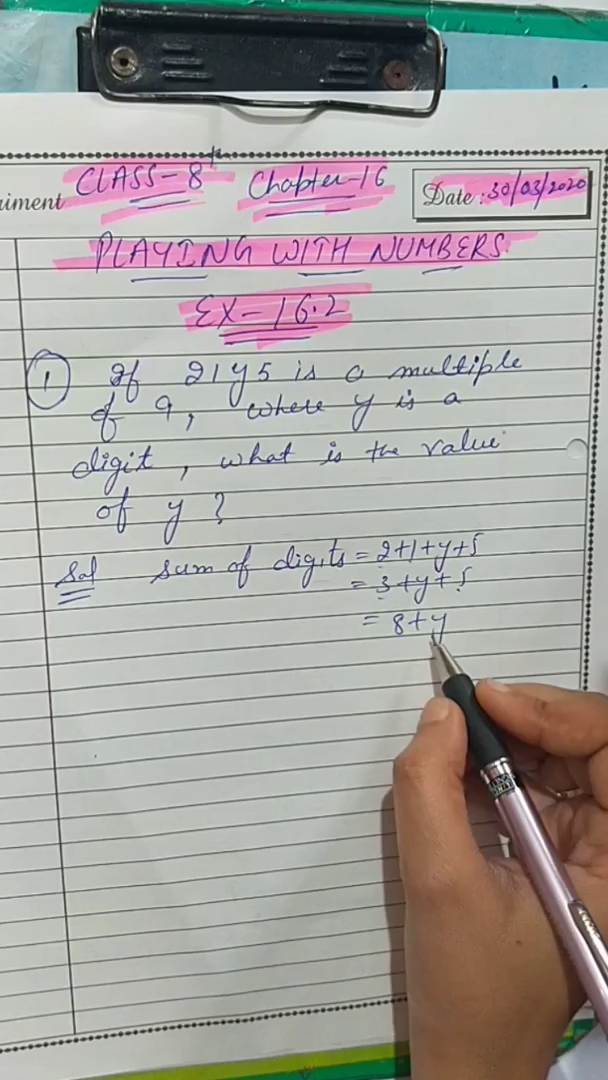 CLASS-8th Chapter-16
aiment
Date : 30/03/2020
PLAYING WITH NUMBERS.
EX-16.2
1 If 21y5 is a multiple
of 9, where y is a
digit, what is the value
of y ?
Sol sum of digits = 2+1+y+5
= 3+y+5
= 8+y